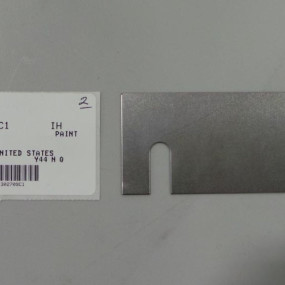 2
C1 IH
PAINT
UNITED STATES
Y44 N 0